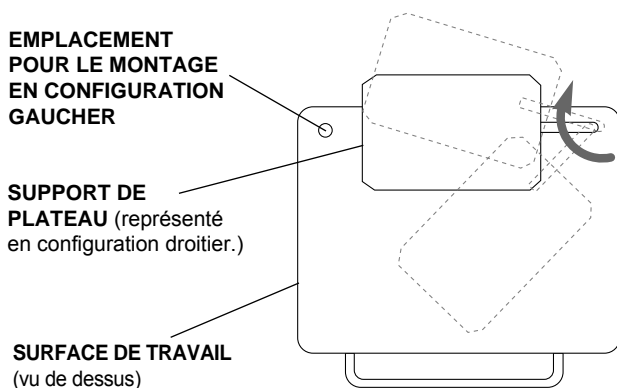 EMPLACEMENT
POUR LE MONTAGE
EN CONFIGURATION
GAUCHER
SUPPORT DE
PLATEAU (représenté
en configuration droitier.)
SURFACE DE TRAVAIL
(vu de dessus)